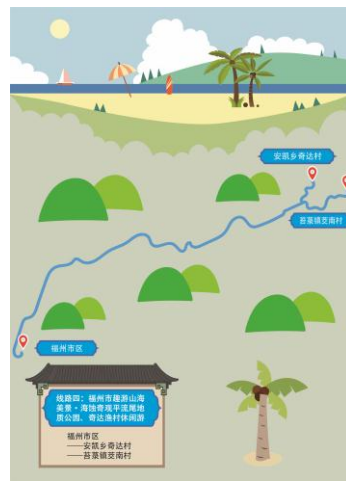 安凯乡奇达村
苔菉镇茭南村
福州市区
线路四：福州市趣游山海
美景·海蚀奇观平流尾地
质公园、奇达渔村休闲游
福州市区
——安凯乡奇达村
——苔菉镇茭南村